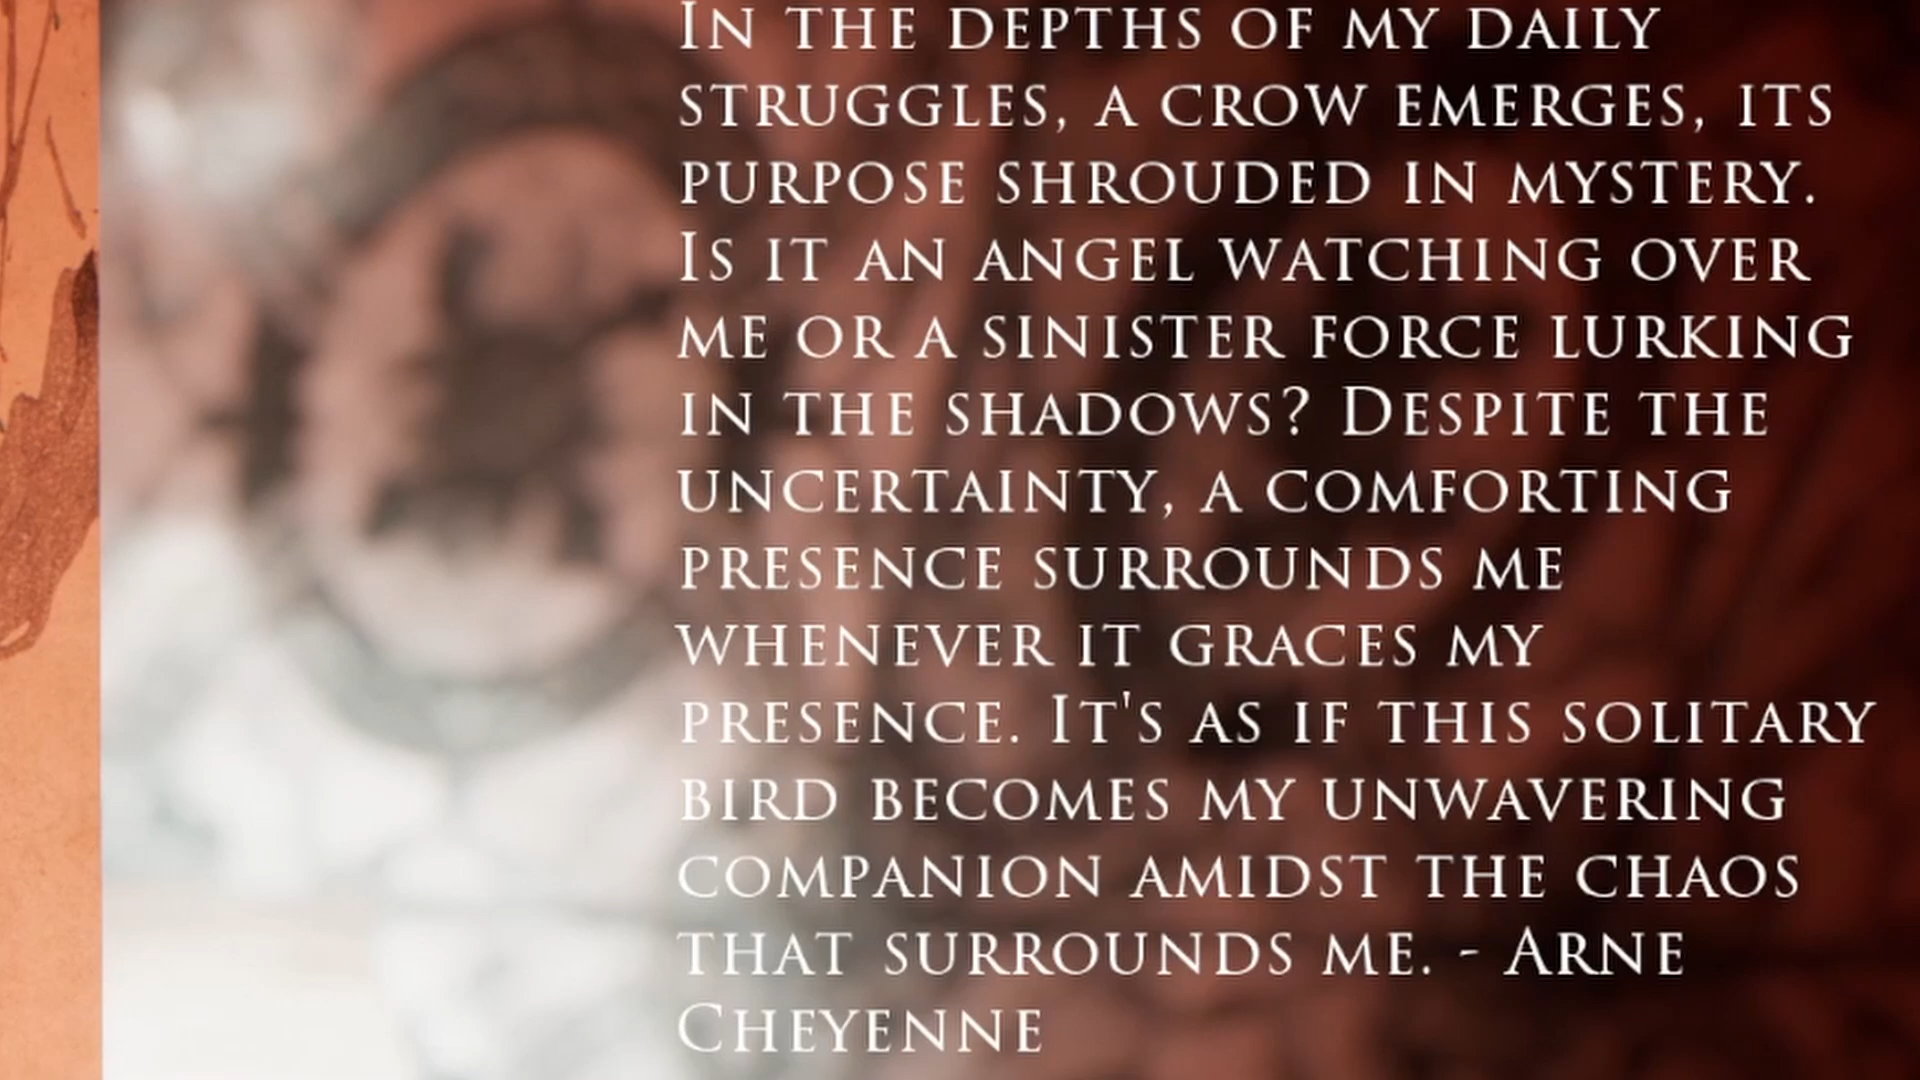 In the depths of my daily
struggles, a crow emerges, its
purpose shrouded in mystery.
Is it an angel watching over
me or a sinister force lurking
in the shadows? Despite the
uncertainty, a comforting
presence surrounds me
whenever it graces my
presence. It's as if this solitary
bird becomes my unwavering
companion amidst the chaos
that surrounds me. - Arne
Cheyenne